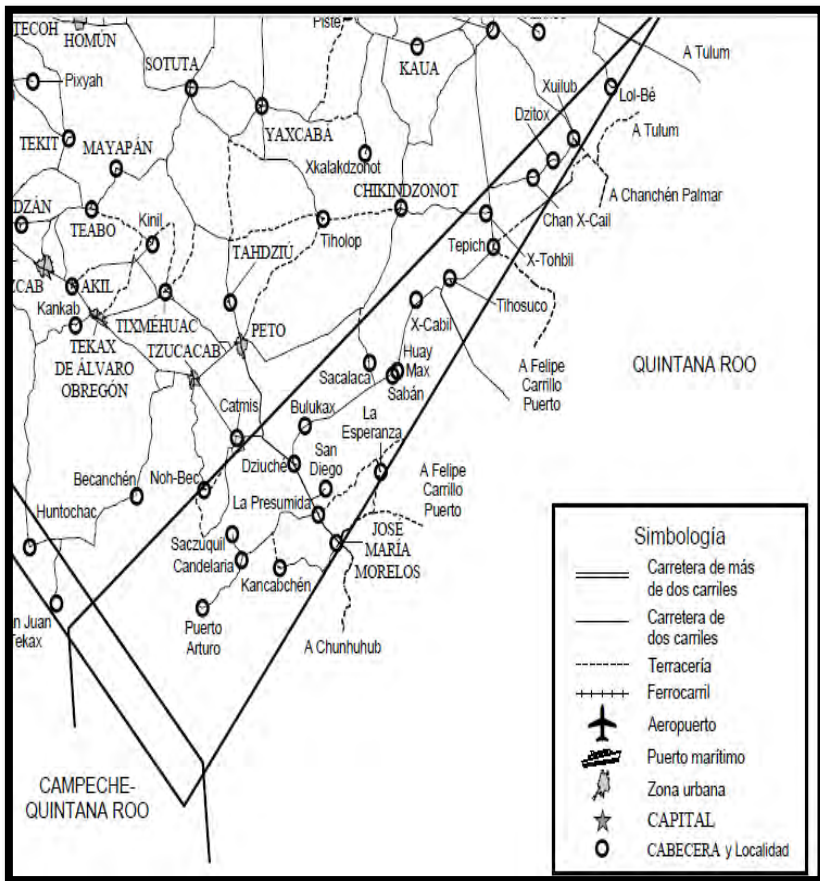 TECOH
HOMÚN
Piste
KAUA
SOTUTA
Pixyah
Xuilub
Lol-Bé
A Tulum
Dzitox
YAXCABÁ
TEKIT
MAYAPÁN
Xkalakdzonot
A Tulum
CHIKINDZONOT
A Chanchén Palmar
Chan X-Cail
DZÁN
TEABO
Kinil
Tiholop
TAHDZIÚ
Tepich
X-Tohbil
ZCAB
AKIL
Kankab
TIXMÉHUAC
PETO
X-Cabil
Tihosuco
TEKAX
DE ÁLVARO
OBREGÓN
TZUCACAB
Sacalaca
Huay
Max
Sabán
A Felipe
Carrillo
Puerto
QUINTANA ROO
Catmis
Bulukax
La
Esperanza
Becanchén
Noh-Bec
Dziuché
San
Diego
A Felipe
Carrillo
Puerto
Huntochac
La Presumida
JOSÉ
MARÍA
MORELOS
Saczuquil
Candelaria
Kancabchén
n Juan
Tekax
Puerto
Arturo
A Chunhuhub
CAMPECHE-
QUINTANA ROO
Simbología
Carretera de más
de dos carriles
Carretera de
dos carriles
Terracería
Ferrocarril
Aeropuerto
Puerto marítimo
Zona urbana
CAPITAL
CABECERA y Localidad